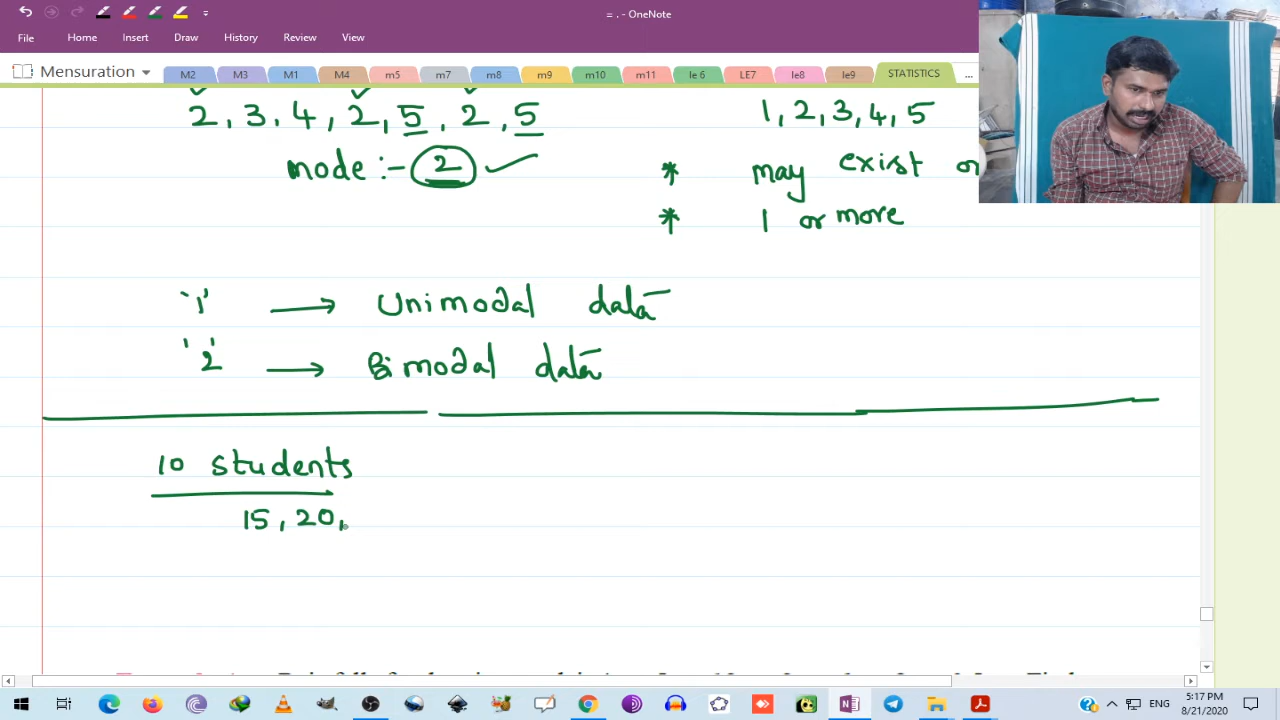 = . - OneNote
File Home Insert Draw History Review View
Mensuration M2 M3 M1 M4 m5 m7 m8 m9 m10 m11 le 6 LE7 le8 le9 STATISTICS ...
2, 3, 4, 2, 5, 2, 5
mode :- 2
1, 2, 3, 4, 5
* may exist or
* 1 or more
'1' → Unimodal data
'2' → Bimodal data
10 students
15, 20,
ENG
5:17 PM
8/21/2020